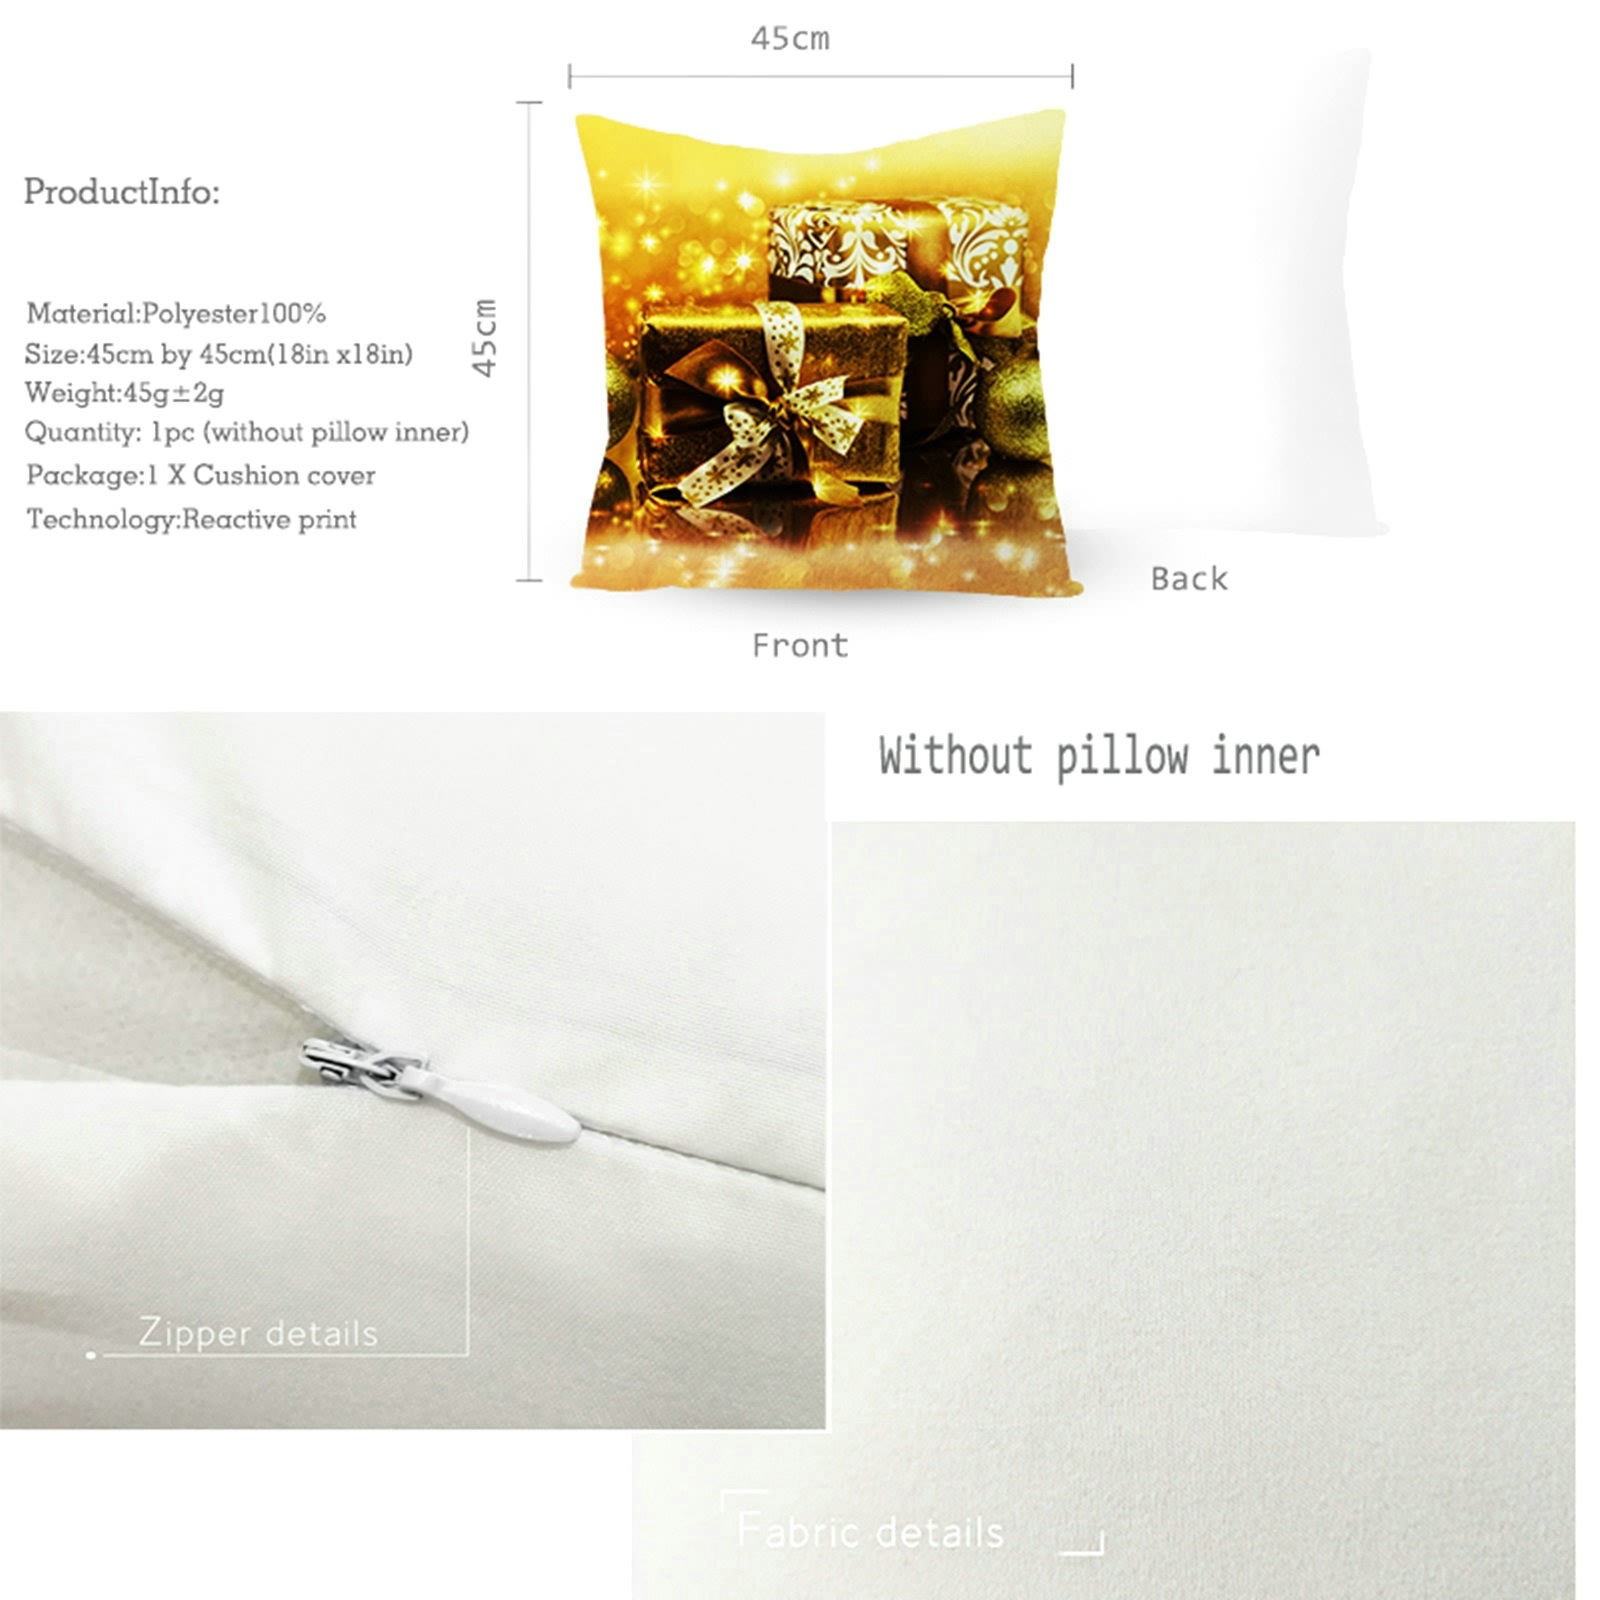 45cm
45cm
ProductInfo:
Material:Polyester100%
Size:45cm by 45cm(18in x18in)
Weight:45g±2g
Quantity: 1pc (without pillow inner)
Package:1 X Cushion cover
Technology:Reactive print
Back
Front
Without pillow inner
Zipper details
Fabric details